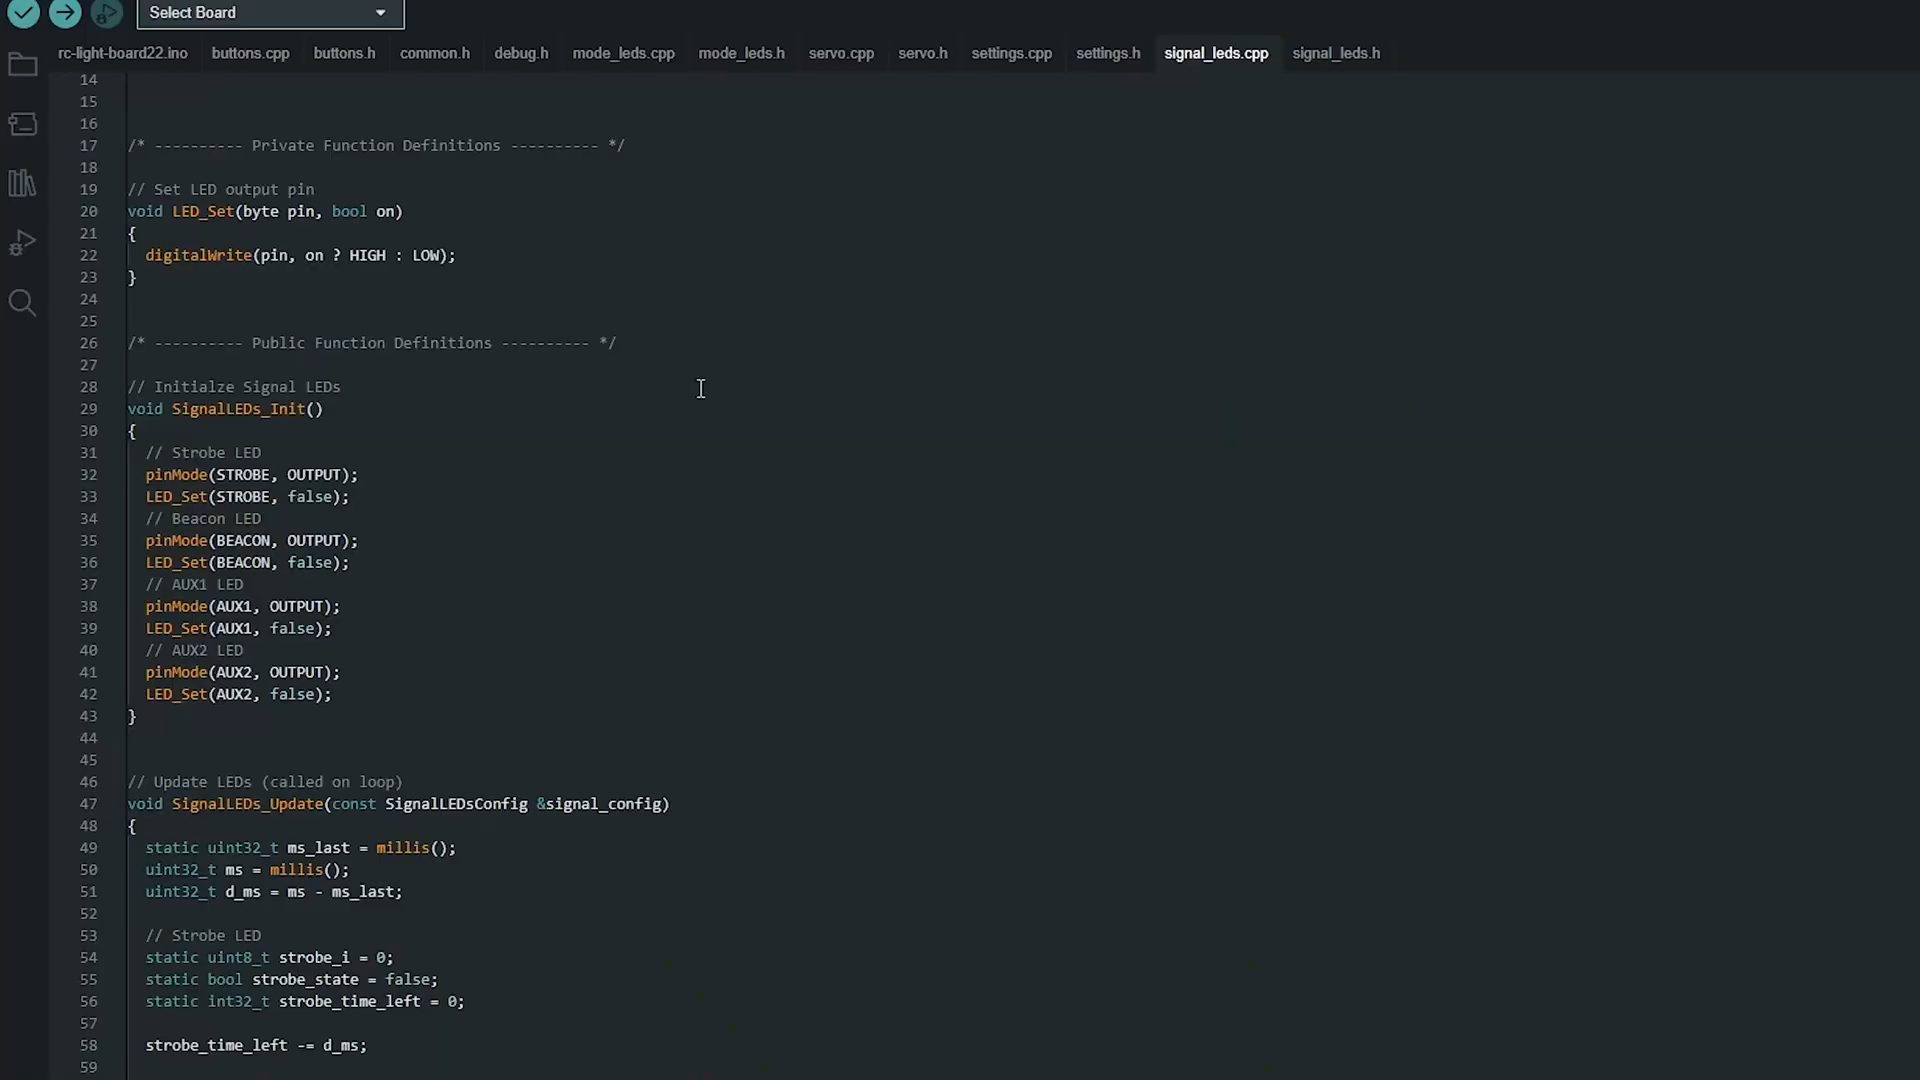 Select Board
rc-light-board22.ino buttons.cpp buttons.h common.h debug.h mode_leds.cpp mode_leds.h servo.cpp servo.h settings.cpp settings.h signal_leds.cpp signal_leds.h
14
15
16
17 /* ---------- Private Function Definitions ---------- */
18
19 // Set LED output pin
20 void LED_Set(byte pin, bool on)
21 {
22   digitalWrite(pin, on ? HIGH : LOW);
23 }
24
25
26 /* ---------- Public Function Definitions ---------- */
27
28 // Initialze Signal LEDs
29 void SignalLEDs_Init()
30 {
31   // Strobe LED
32   pinMode(STROBE, OUTPUT);
33   LED_Set(STROBE, false);
34   // Beacon LED
35   pinMode(BEACON, OUTPUT);
36   LED_Set(BEACON, false);
37   // AUX1 LED
38   pinMode(AUX1, OUTPUT);
39   LED_Set(AUX1, false);
40   // AUX2 LED
41   pinMode(AUX2, OUTPUT);
42   LED_Set(AUX2, false);
43 }
44
45
46 // Update LEDs (called on loop)
47 void SignalLEDs_Update(const SignalLEDsConfig &signal_config)
48 {
49   static uint32_t ms_last = millis();
50   uint32_t ms = millis();
51   uint32_t d_ms = ms - ms_last;
52
53   // Strobe LED
54   static uint8_t strobe_i = 0;
55   static bool strobe_state = false;
56   static int32_t strobe_time_left = 0;
57
58   strobe_time_left -= d_ms;
59